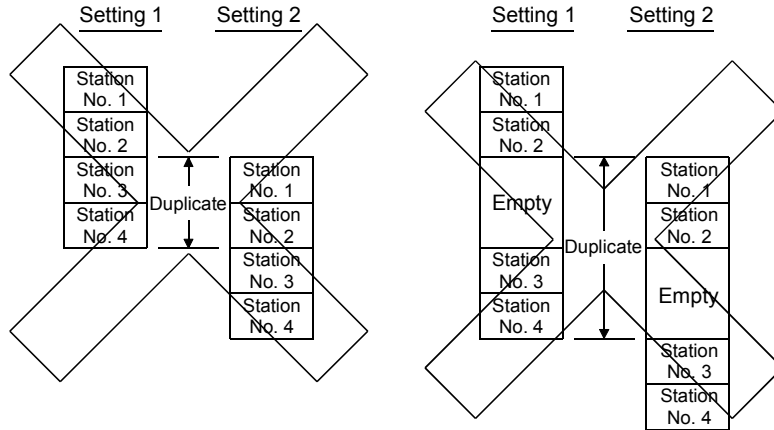 Setting 1
Setting 2
Station
No. 1
Station
No. 2
Station
No. 3
Station
No. 4
Duplicate
Station
No. 1
Station
No. 2
Station
No. 3
Station
No. 4
Setting 1
Setting 2
Station
No. 1
Station
No. 2
Empty
Station
No. 3
Station
No. 4
Duplicate
Station
No. 1
Station
No. 2
Empty
Station
No. 3
Station
No. 4